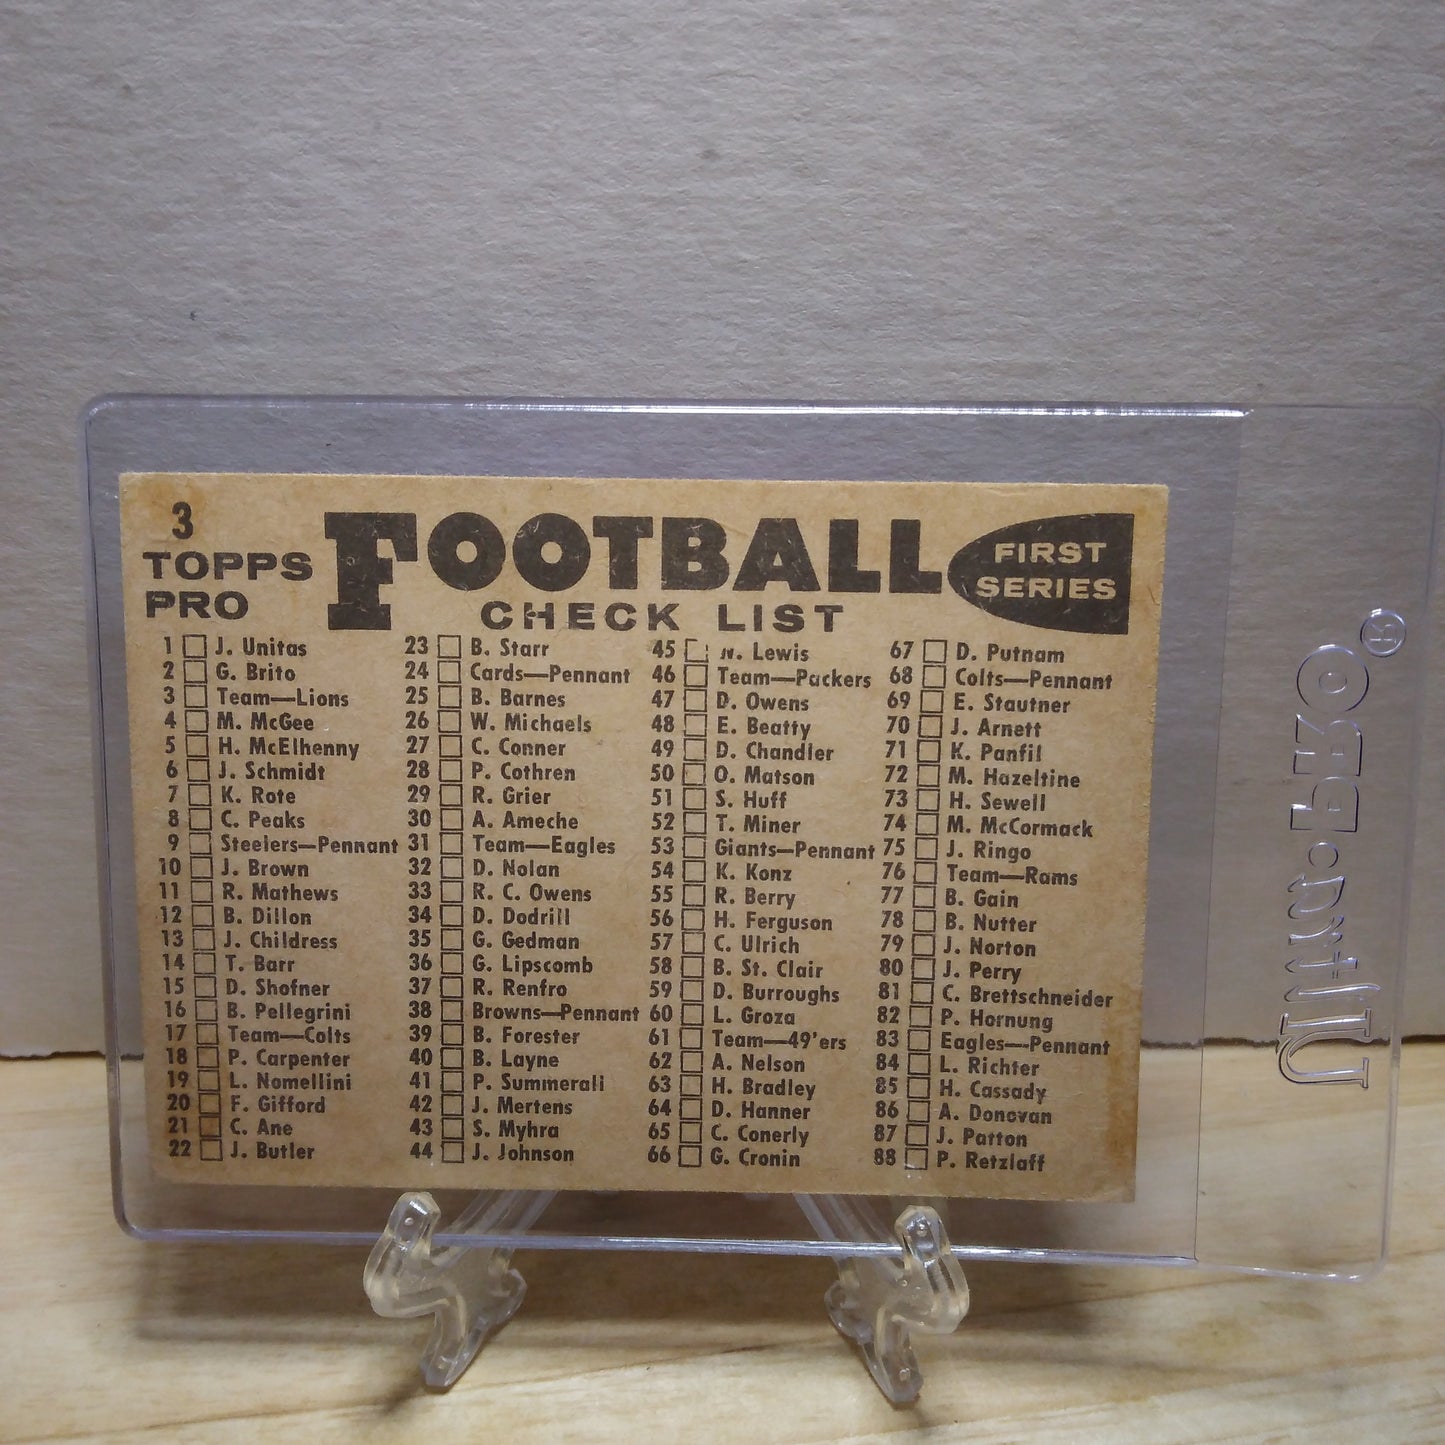 3
TOPPS
PRO
FOOTBALL
CHECK LIST
FIRST
SERIES
1 J. Unitas
2 G. Brito
3 Team—Lions
4 M. McGee
5 H. McElhenny
6 J. Schmidt
7 K. Rote
8 C. Peaks
9 Steelers—Pennant
10 J. Brown
11 R. Mathews
12 B. Dillon
13 J. Childress
14 T. Barr
15 D. Shofner
16 B. Pellegrini
17 Team—Colts
18 P. Carpenter
19 L. Nomellini
20 F. Gifford
21 C. Ane
22 J. Butler
23 B. Starr
24 Cards—Pennant
25 B. Barnes
26 W. Michaels
27 C. Conner
28 P. Cothren
29 R. Grier
30 A. Ameche
31 Team—Eagles
32 D. Nolan
33 R. C. Owens
34 D. Dodrill
35 G. Gedman
36 G. Lipscomb
37 R. Renfro
38 Browns—Pennant
39 B. Forester
40 B. Layne
41 P. Summerall
42 J. Mertens
43 S. Myhra
44 J. Johnson
45 W. Lewis
46 Team—Packers
47 D. Owens
48 E. Beatty
49 D. Chandler
50 O. Matson
51 S. Huff
52 T. Miner
53 Giants—Pennant
54 K. Konz
55 R. Berry
56 H. Ferguson
57 C. Ulrich
58 B. St. Clair
59 D. Burroughs
60 L. Groza
61 Team—49'ers
62 A. Nelson
63 H. Bradley
64 D. Hanner
65 C. Conerly
66 G. Cronin
67 D. Putnam
68 Colts—Pennant
69 E. Stautner
70 J. Arnett
71 K. Panfil
72 M. Hazeltine
73 H. Sewell
74 M. McCormack
75 J. Ringo
76 Team—Rams
77 B. Gain
78 B. Nutter
79 J. Norton
80 J. Perry
81 C. Brettschneider
82 P. Hornung
83 Eagles—Pennant
84 L. Richter
85 H. Cassady
86 A. Donovan
87 J. Patton
88 P. Retzlaff
ULTRA•PRO®